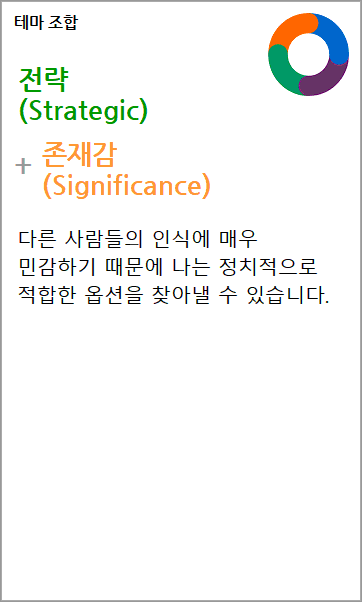 테마 조합
전략
(Strategic)
+ 존재감
(Significance)
다른 사람들의 인식에 매우
민감하기 때문에 나는 정치적으로
적합한 옵션을 찾아낼 수 있습니다.